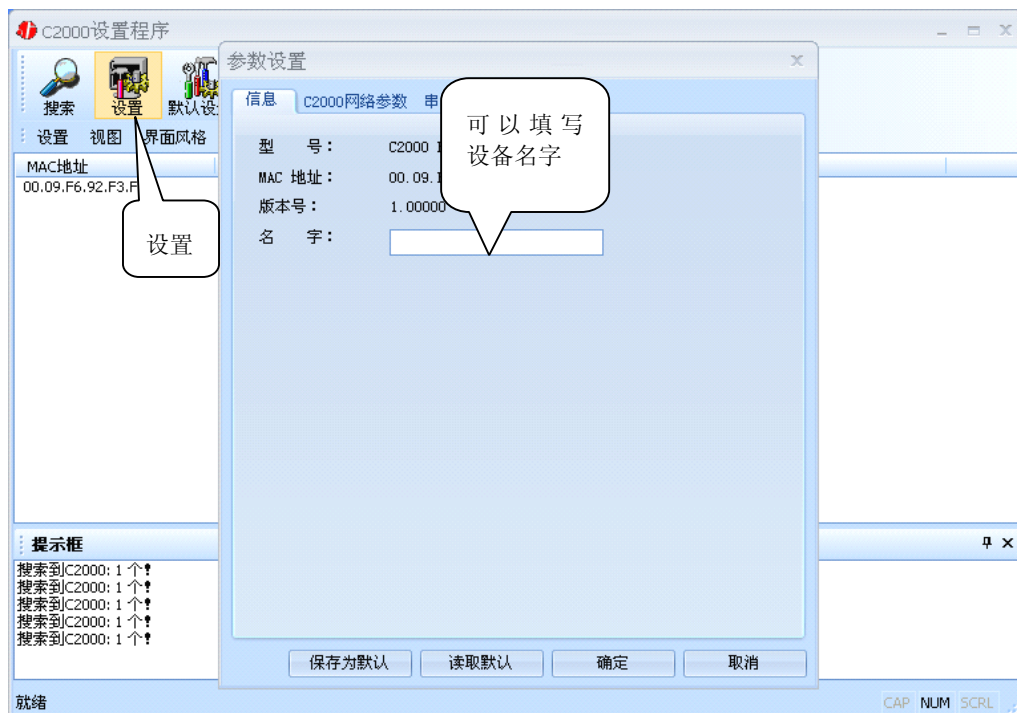 C2000设置程序
搜索
设置
默认设
设置 视图 界面风格
MAC地址
00.09.F6.92.F3.F
设置
参数设置
信息 C2000网络参数 串
可以填写
设备名字
型 号： C2000
MAC 地址： 00.09.
版本号： 1.00000
名 字：
提示框
搜索到C2000: 1 个!
搜索到C2000: 1 个!
搜索到C2000: 1 个!
搜索到C2000: 1 个!
搜索到C2000: 1 个!
保存为默认 读取默认 确定 取消
就绪
CAP NUM SCRL